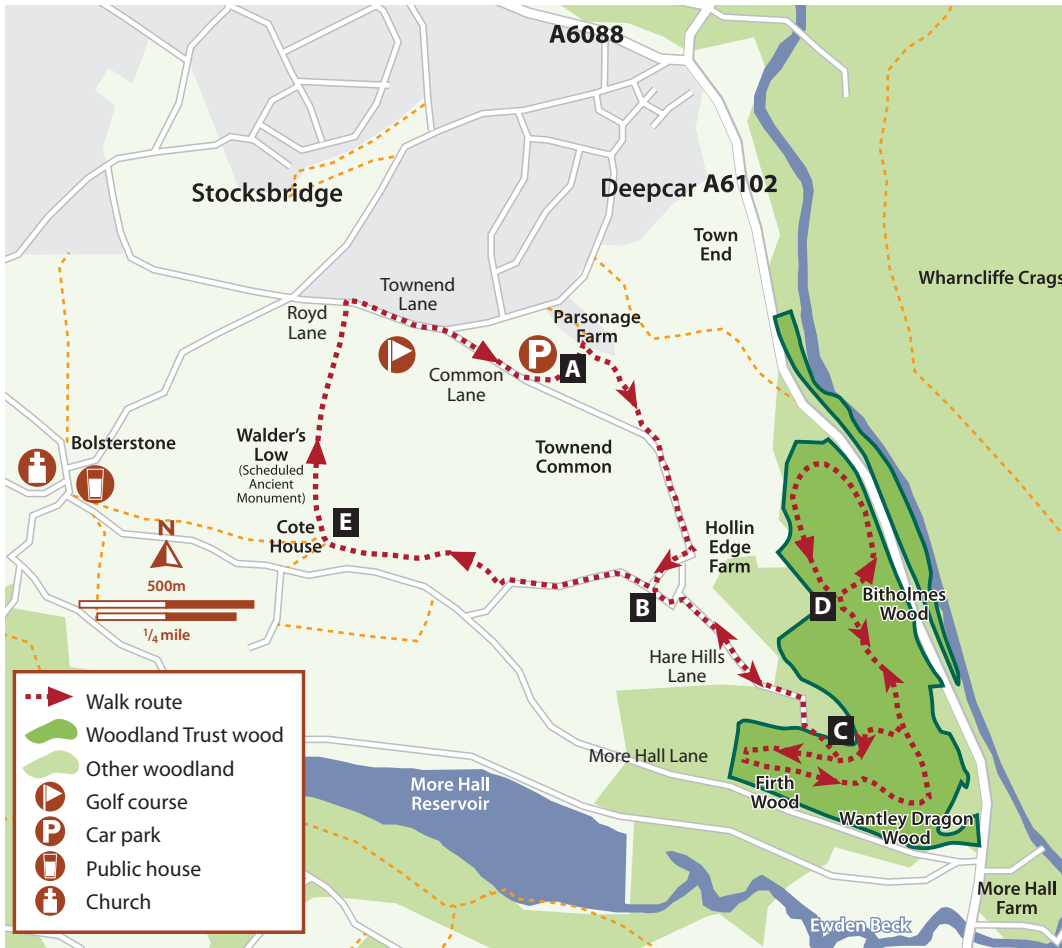 A6088
Stocksbridge
Deepcar A6102
Town
End
Wharncliffe Crags
Townend
Lane
Royd
Lane
Parsonage
Farm
P
A
Common
Lane
Bolsterstone
Walder's
Low
(Scheduled
Ancient
Monument)
Townend
Common
E
Cote
House
N
500m
1/4 mile
Hollin
Edge
Farm
B
D
Bitholmes
Wood
Hare Hills
Lane
C
More Hall Lane
Firth
Wood
Wantley Dragon
Wood
More Hall
Reservoir
More Hall
Farm
Ewden Beck
Walk route
Woodland Trust wood
Other woodland
Golf course
P
Car park
Public house
Church